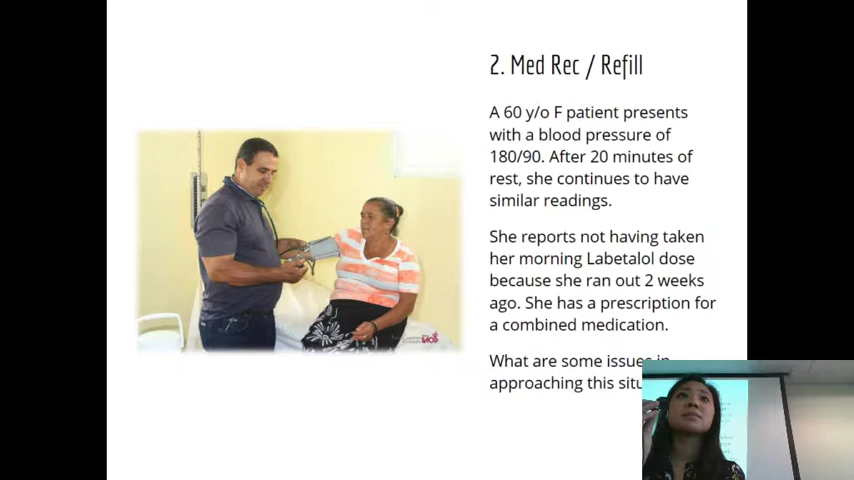 2. Med Rec / Refill
A 60 y/o F patient presents
with a blood pressure of
180/90. After 20 minutes of
rest, she continues to have
similar readings.
She reports not having taken
her morning Labetalol dose
because she ran out 2 weeks
ago. She has a prescription for
a combined medication.
What are some issues in
approaching this